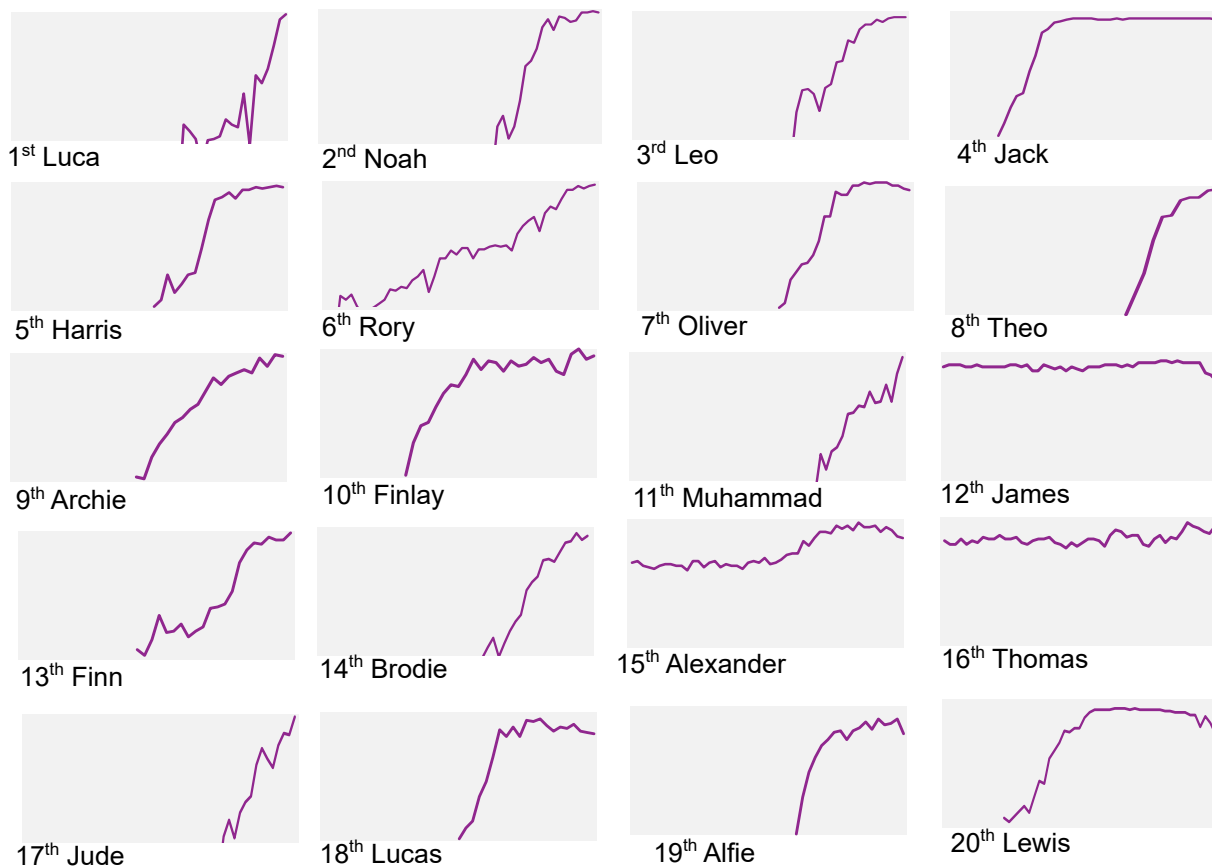 1st Luca
2nd Noah
3rd Leo
4th Jack
5th Harris
6th Rory
7th Oliver
8th Theo
9th Archie
10th Finlay
11th Muhammad
12th James
13th Finn
14th Brodie
15th Alexander
16th Thomas
17th Jude
18th Lucas
19th Alfie
20th Lewis